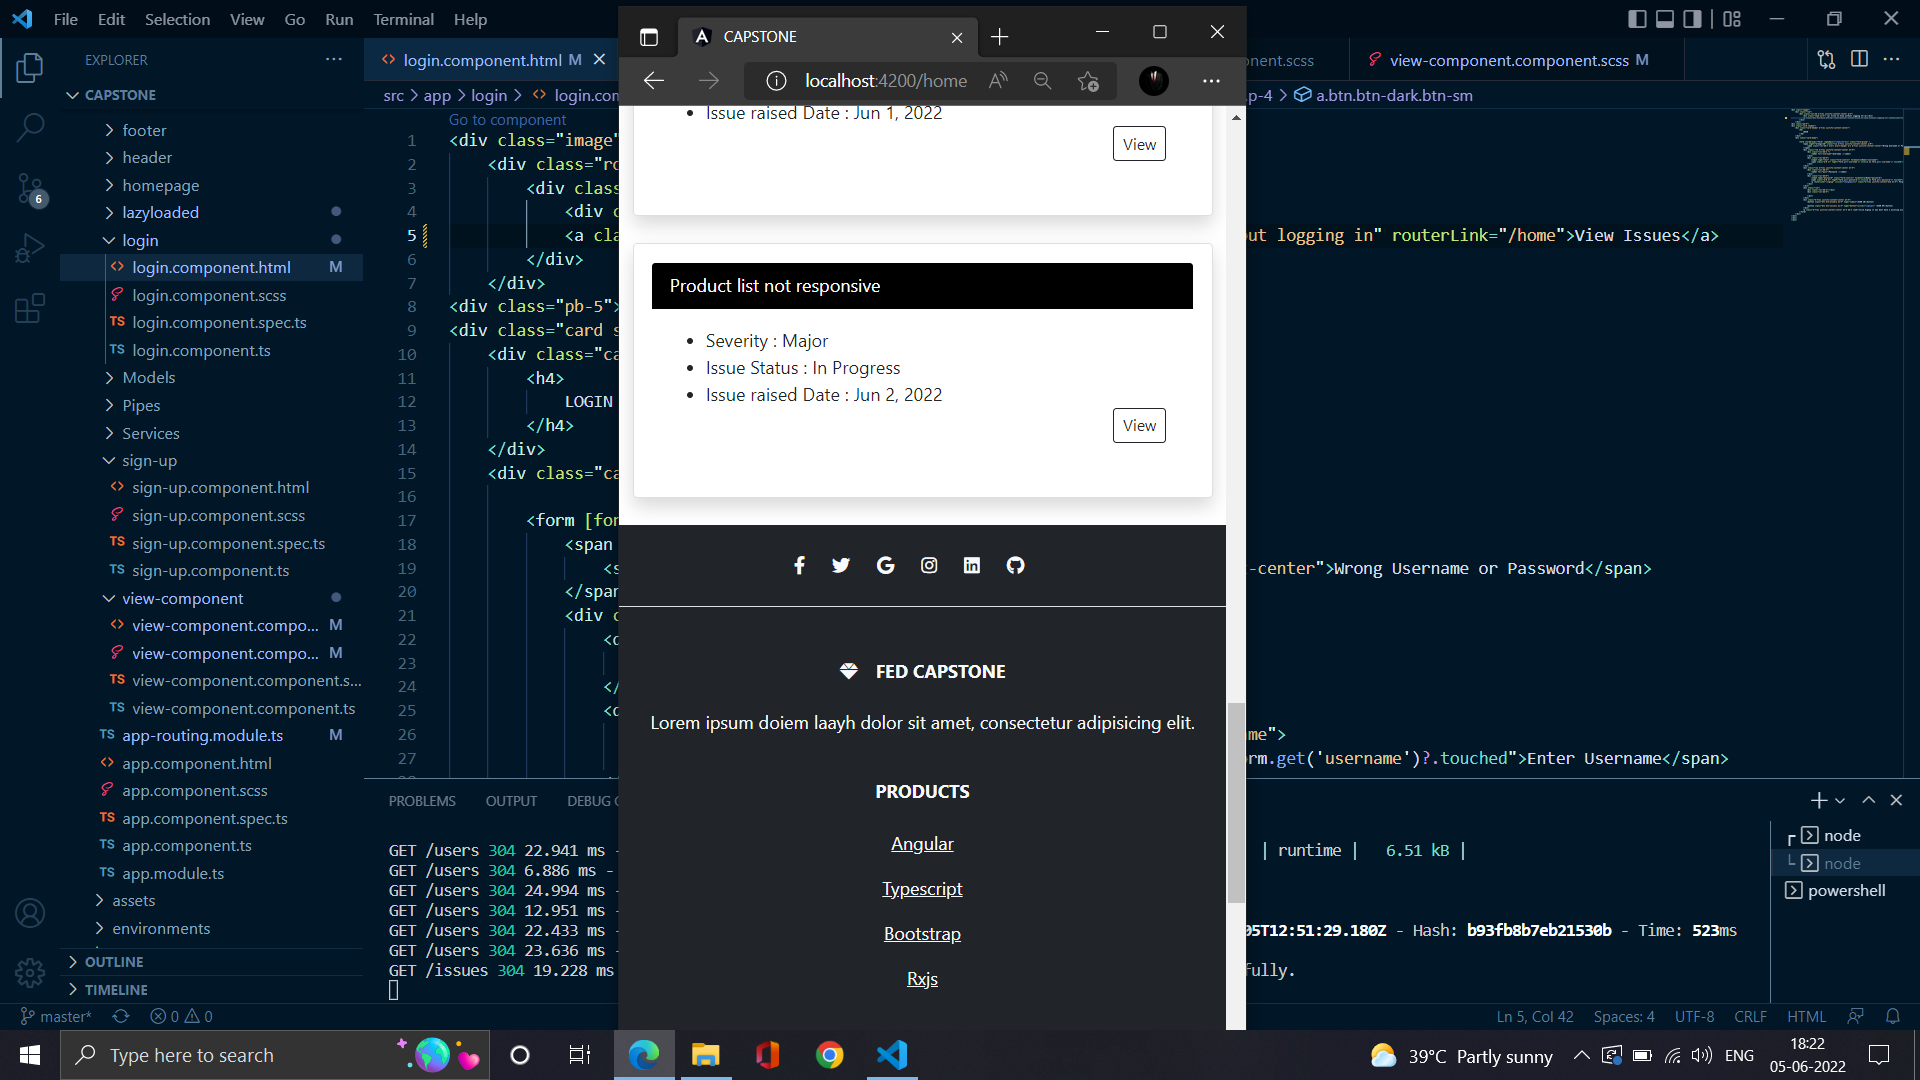 File Edit Selection View Go Run Terminal Help
EXPLORER
CAPSTONE
footer
header
homepage
lazyloaded
login
login.component.html M
login.component.scss
login.component.spec.ts
login.component.ts
Models
Pipes
Services
sign-up
sign-up.component.html
sign-up.component.scss
sign-up.component.spec.ts
sign-up.component.ts
view-component
view-component.compo... M
view-component.compo... M
view-component.component.s...
view-component.component.ts
app-routing.module.ts M
app.component.html
app.component.scss
app.component.spec.ts
app.component.ts
app.module.ts
assets
environments
OUTLINE
TIMELINE
6
login.component.html M
nent.scss
view-component.component.scss M
src > app > login > login.con
p-4 > a.btn.btn-dark.btn-sm
Go to component
1 <div class="image"
2 <div class="ro
3 <div class
4 <div c
5 <a cla
ut logging in" routerLink="/home">View Issues</a>
6 </div>
7 </div>
8 <div class="pb-5">
9 <div class="card s
10 <div class="ca
11 <h4>
12 LOGIN
13 </h4>
14 </div>
15 <div class="ca
16
17 <form [for
18 <span
19 <s
-center">Wrong Username or Password</span>
20 </span
21 <div c
22 <d
23
24 </
25 <d
26
me">
27
rm.get('username')?.touched">Enter Username</span>
CAPSTONE
localhost:4200/home
Issue raised Date : Jun 1, 2022
View
Product list not responsive
Severity : Major
Issue Status : In Progress
Issue raised Date : Jun 2, 2022
View
FED CAPSTONE
Lorem ipsum doiem laayh dolor sit amet, consectetur adipisicing elit.
PRODUCTS
Angular
Typescript
Bootstrap
Rxjs
PROBLEMS OUTPUT DEBUG C
GET /users 304 22.941 ms -
GET /users 304 6.886 ms -
GET /users 304 24.994 ms -
GET /users 304 12.951 ms -
GET /users 304 22.433 ms -
GET /users 304 23.636 ms -
GET /issues 304 19.228 ms
| runtime | 6.51 kB |
05T12:51:29.180Z - Hash: b93fb8b7eb21530b - Time: 523ms
fully.
node
node
powershell
master* 0 0
Ln 5, Col 42 Spaces: 4 UTF-8 CRLF HTML
Type here to search
39°C Partly sunny
ENG
18:22
05-06-2022